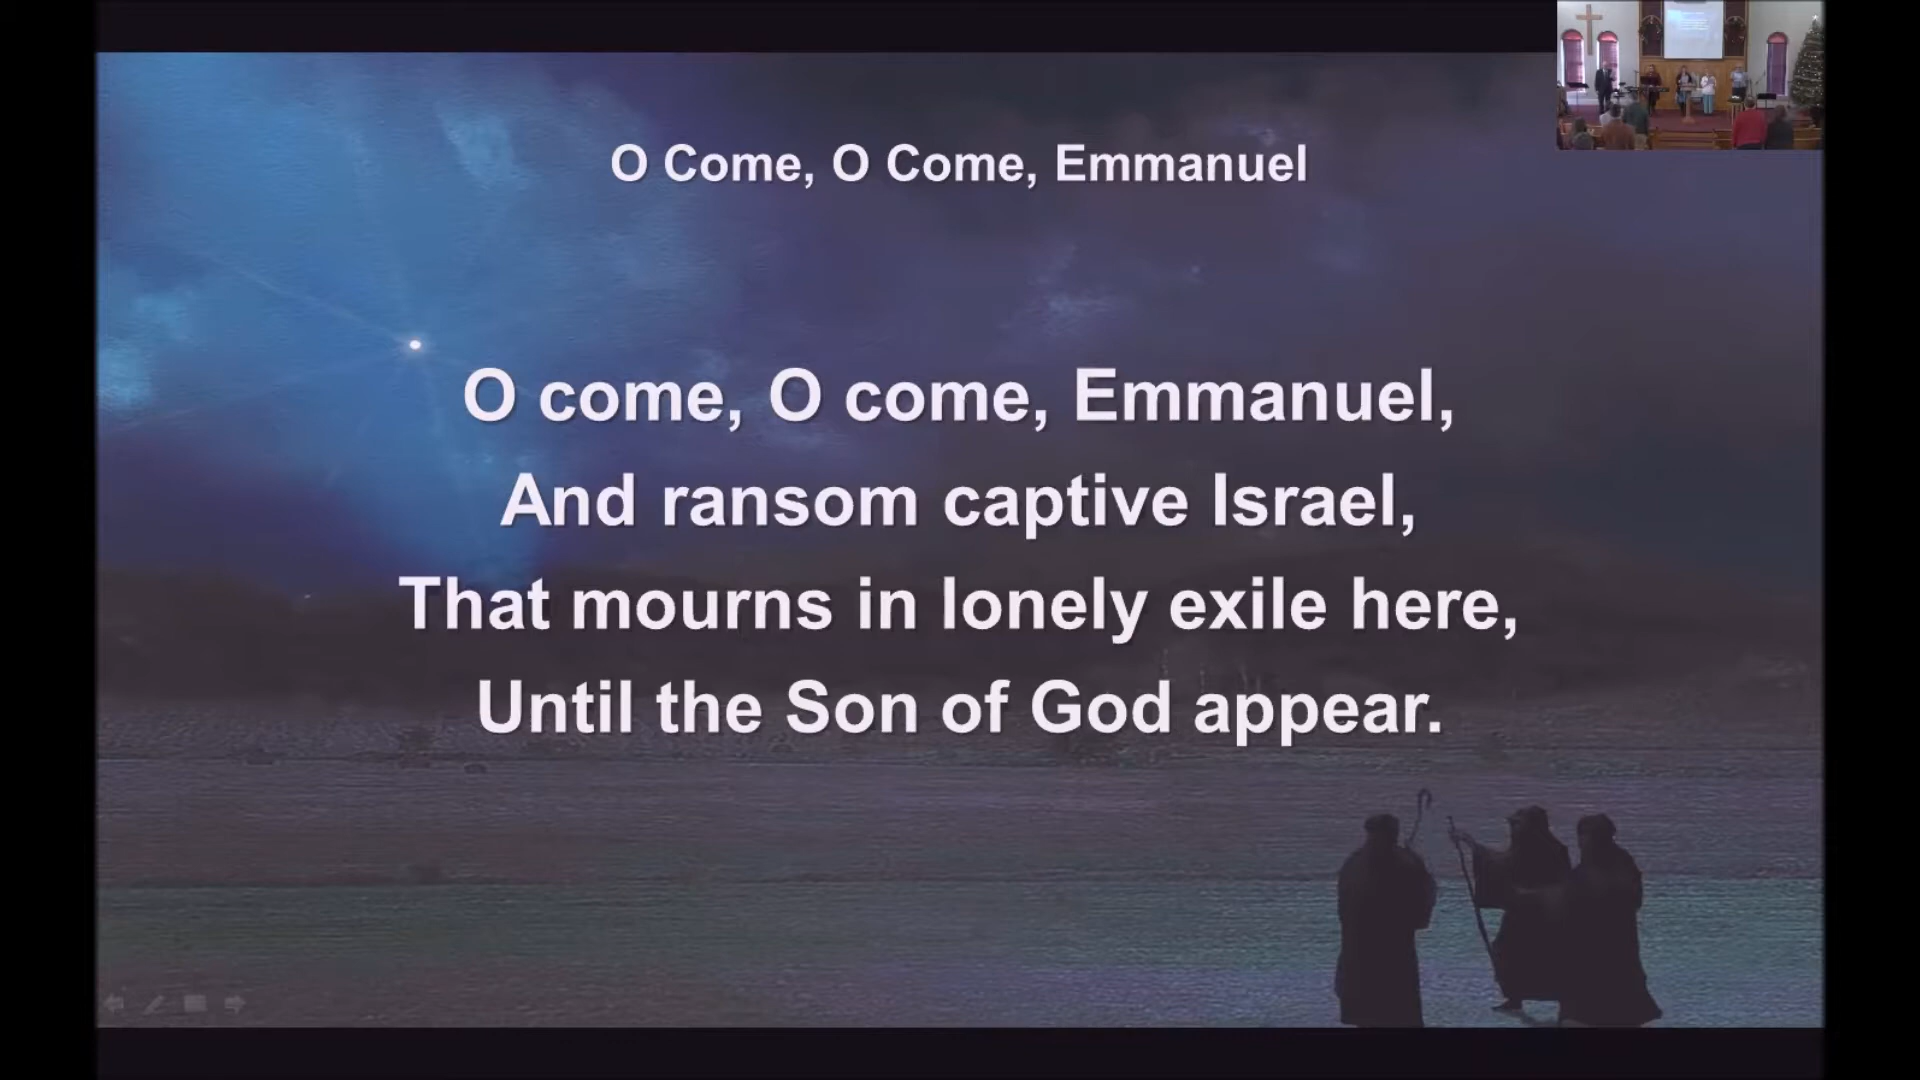 O Come, O Come, Emmanuel
O come, O come, Emmanuel,
And ransom captive Israel,
That mourns in lonely exile here,
Until the Son of God appear.